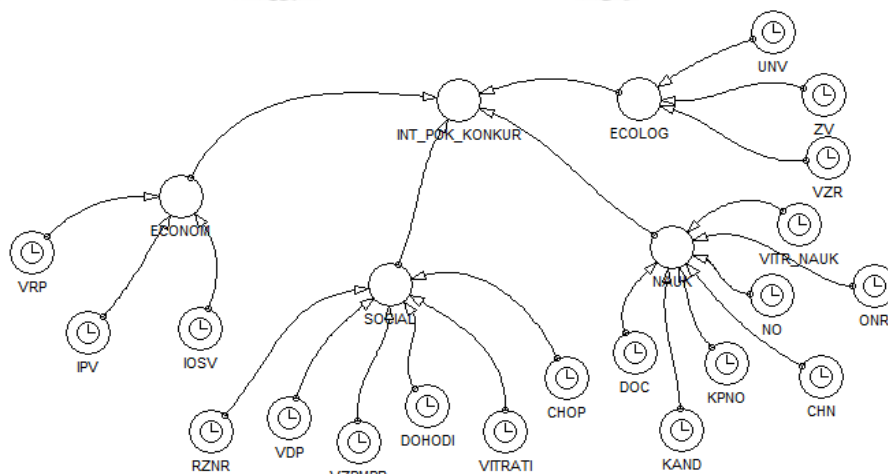 UNV
INT_POK_KONKUR
ECOLOG
ZV
VZR
ECONOM
VRP
VITR_NAUK
NAUK
SOCIAL
NO
ONR
IPV
IOSV
DOC
KPNO
CHN
CHOP
RZNR
VDP
DOHODI
VITRATI
KAND